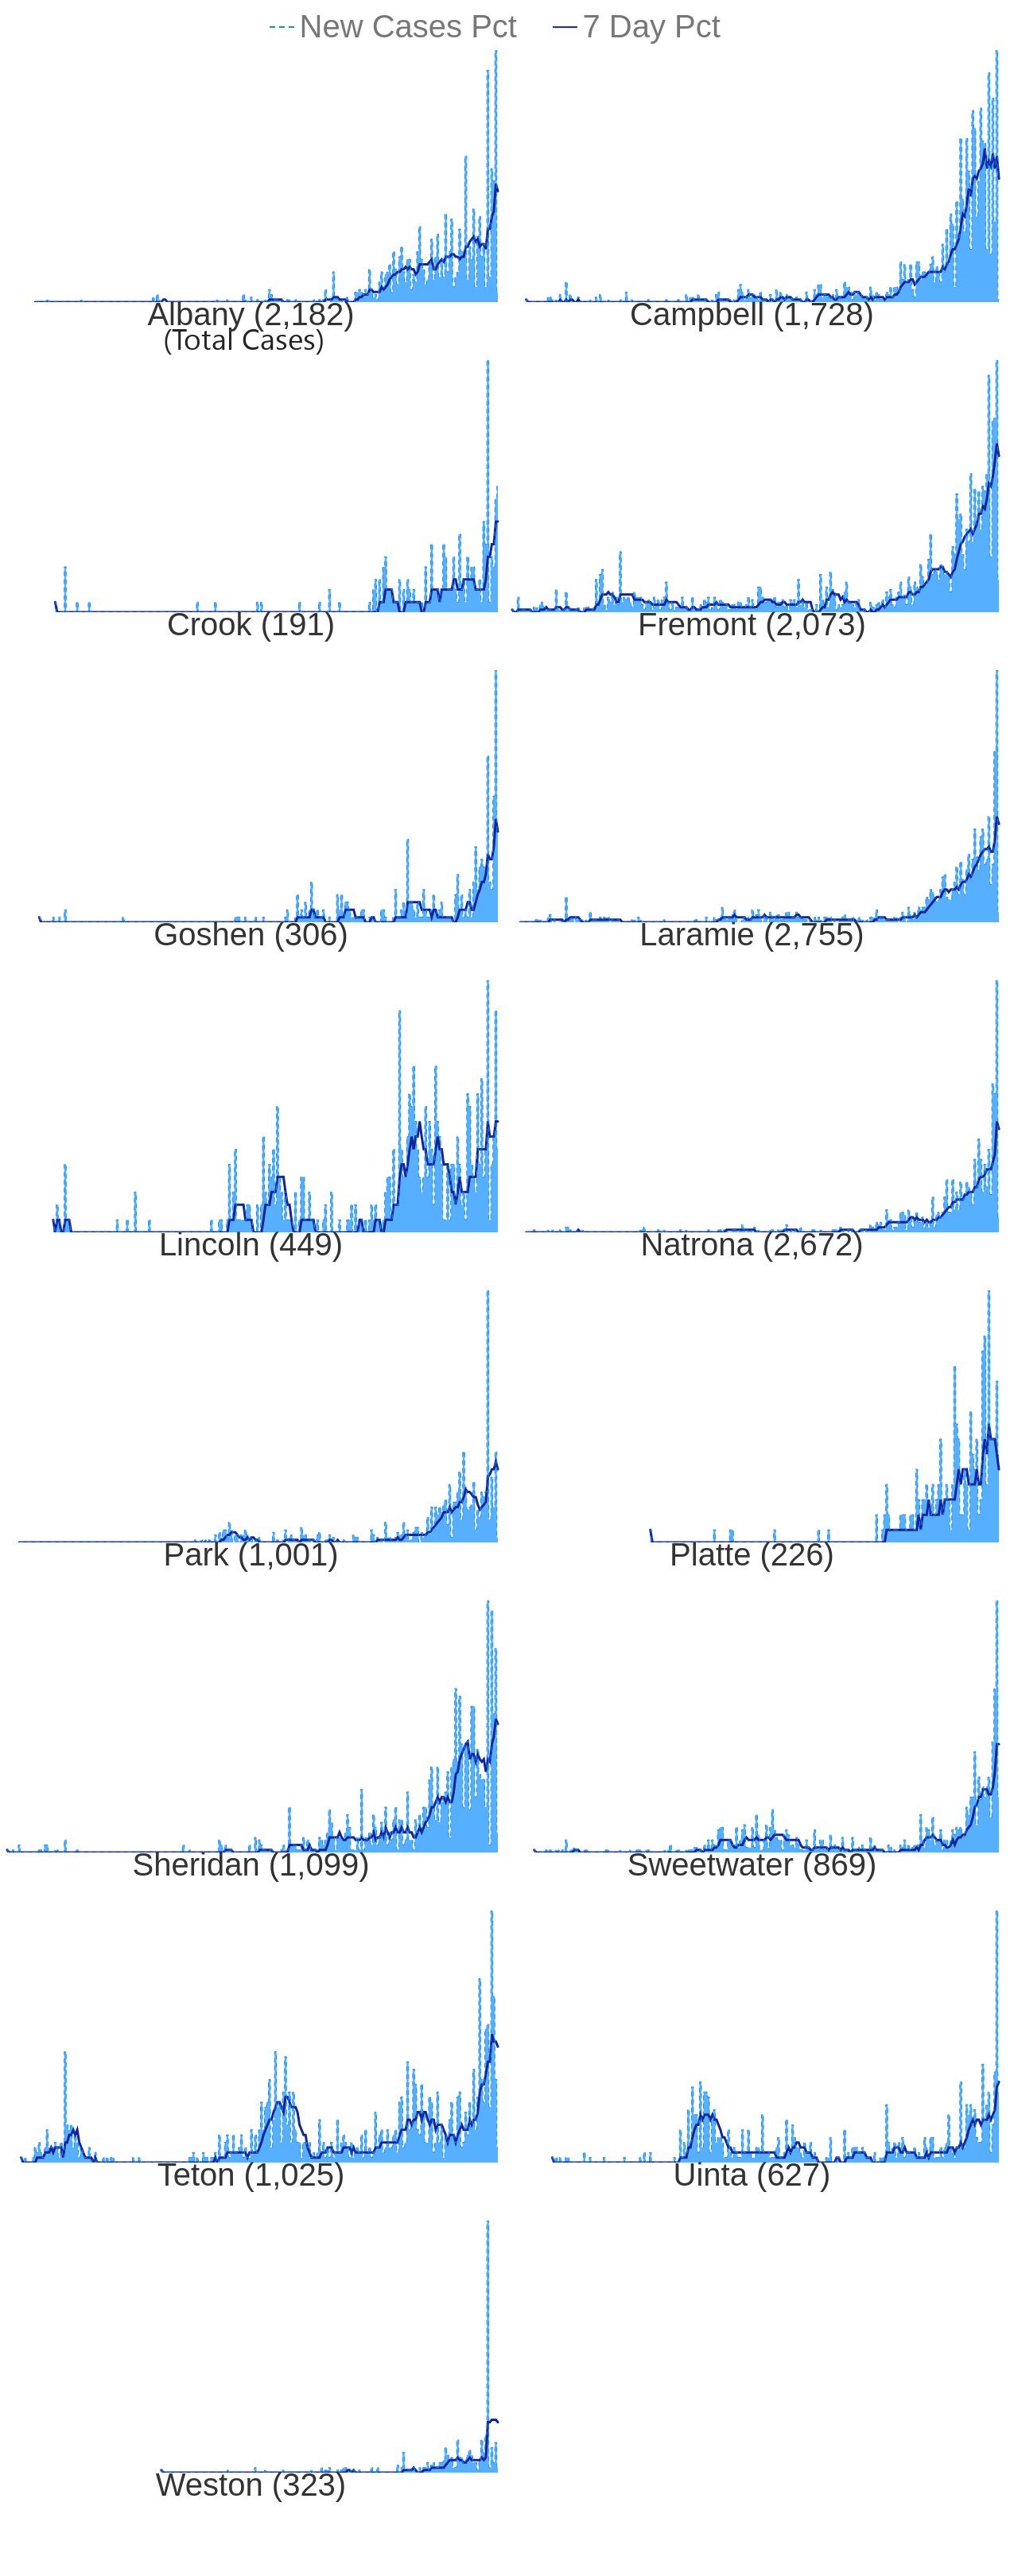 New Cases Pct 7 Day Pct
Albany (2,182) Campbell (1,728)
(Total Cases)
Crook (191) Fremont (2,073)
Goshen (306) Laramie (2,755)
Lincoln (449) Natrona (2,672)
Park (1,001) Platte (226)
Sheridan (1,099) Sweetwater (869)
Teton (1,025) Uinta (627)
Weston (323)